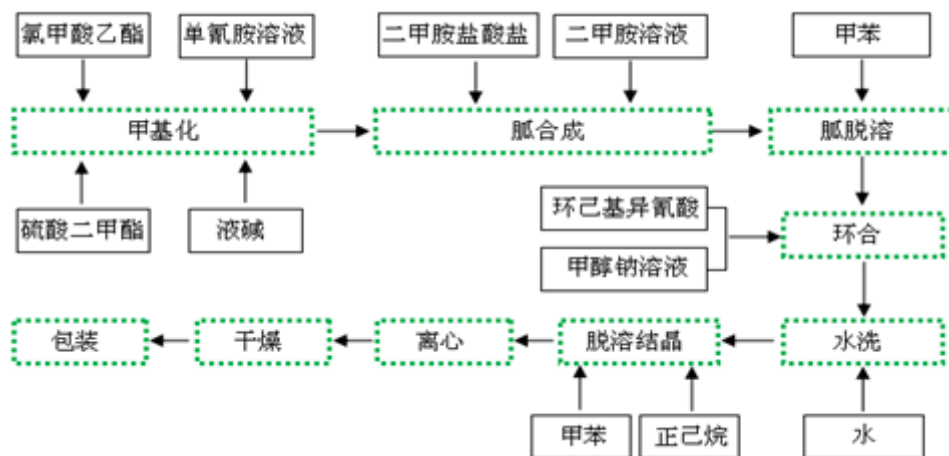 氯甲酸乙酯
单氰胺溶液
二甲胺盐酸盐
二甲胺溶液
甲苯
甲基化
胍合成
胍脱溶
硫酸二甲酯
液碱
环己基异氰酸
甲醇钠溶液
环合
包装
干燥
离心
脱溶结晶
水洗
甲苯
正己烷
水